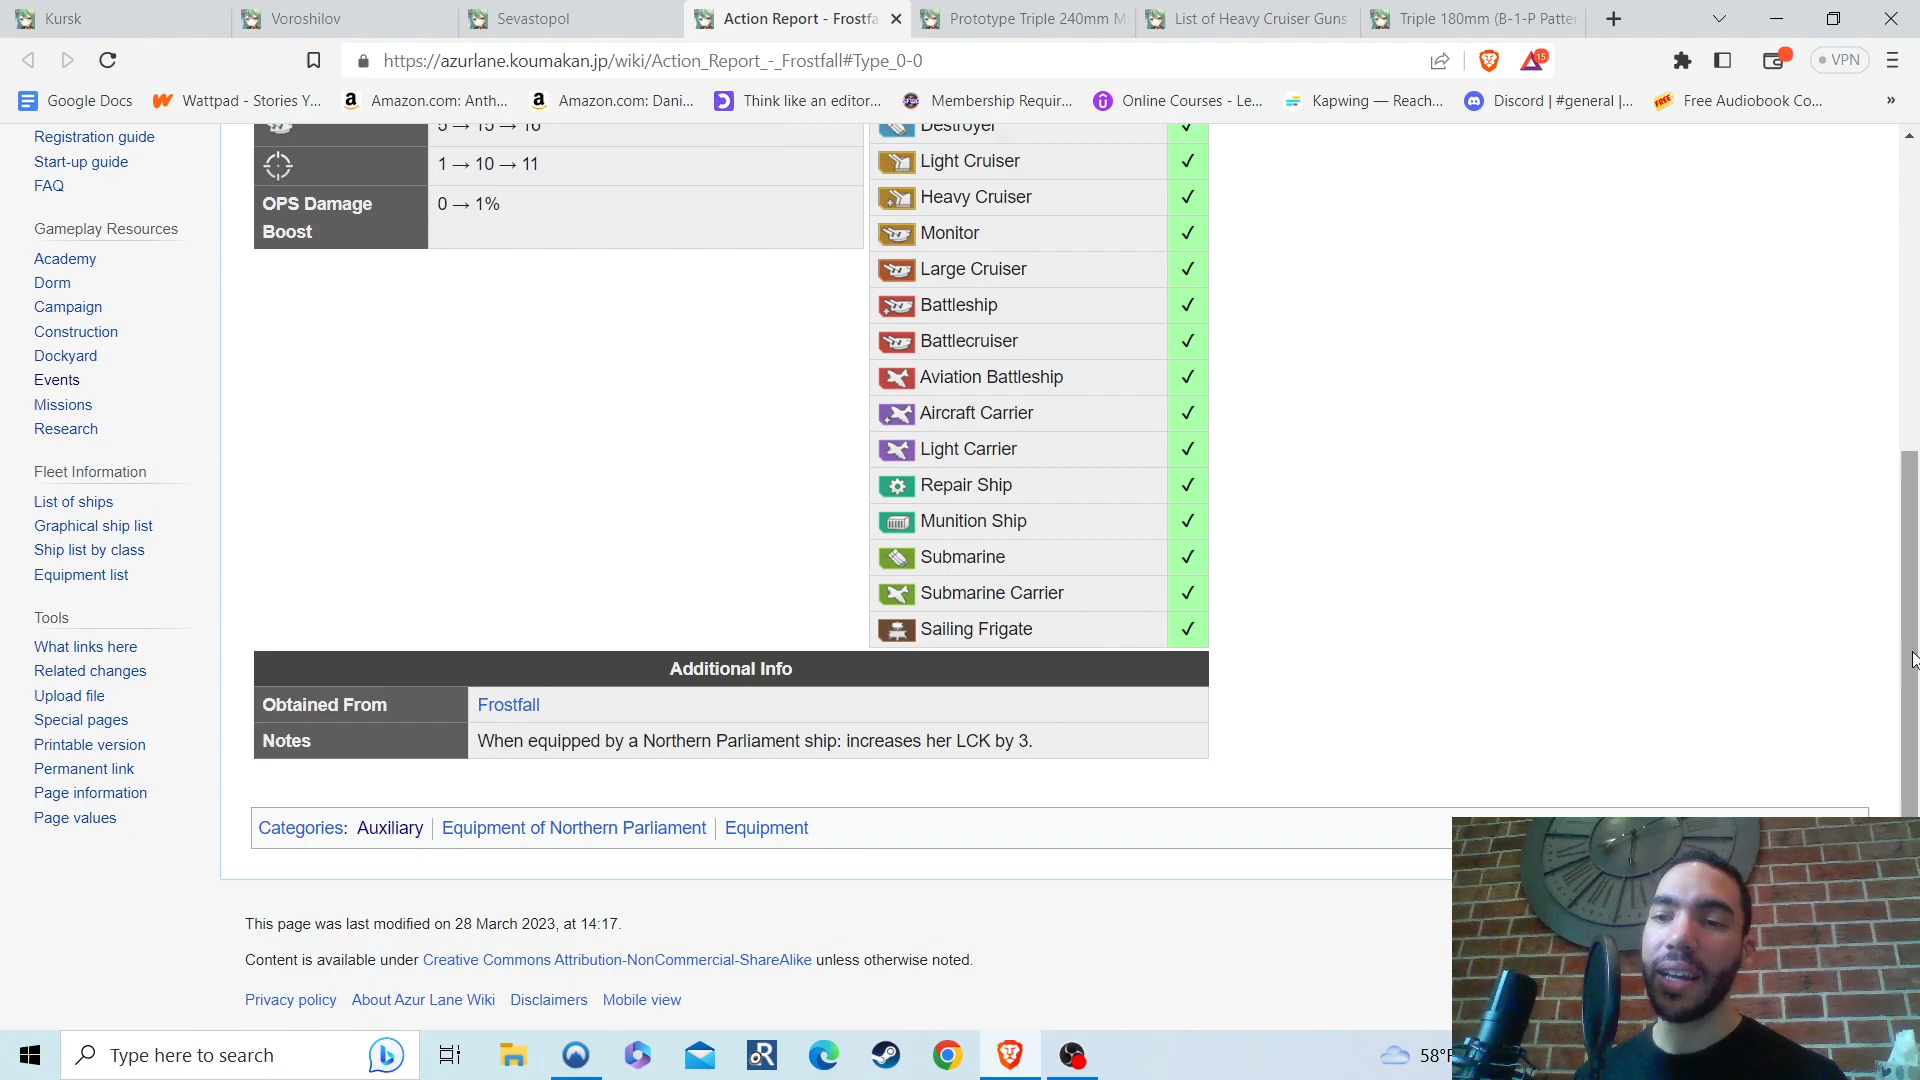 Kursk
Voroshilov
Sevastopol
Action Report - Frostfa
Prototype Triple 240mm M
List of Heavy Cruiser Guns
Triple 180mm (B-1-P Patter
https://azurlane.koumakan.jp/wiki/Action_Report_-_Frostfall#Type_0-0
15
VPN
Google Docs
Wattpad - Stories Y...
Amazon.com: Anth...
Amazon.com: Dani...
Think like an editor...
Membership Requir...
Online Courses - Le...
Kapwing — Reach...
Discord | #general |...
Free Audiobook Co...
Registration guide
Start-up guide
FAQ
Gameplay Resources
Academy
Dorm
Campaign
Construction
Dockyard
Events
Missions
Research
Fleet Information
List of ships
Graphical ship list
Ship list by class
Equipment list
Tools
What links here
Related changes
Upload file
Special pages
Printable version
Permanent link
Page information
Page values
5 → 15 → 16
1 → 10 → 11
OPS Damage Boost
0 → 1%
Destroyer ✓
Light Cruiser ✓
Heavy Cruiser ✓
Monitor ✓
Large Cruiser ✓
Battleship ✓
Battlecruiser ✓
Aviation Battleship ✓
Aircraft Carrier ✓
Light Carrier ✓
Repair Ship ✓
Munition Ship ✓
Submarine ✓
Submarine Carrier ✓
Sailing Frigate ✓
Additional Info
Obtained From Frostfall
Notes When equipped by a Northern Parliament ship: increases her LCK by 3.
Categories: Auxiliary | Equipment of Northern Parliament | Equipment
This page was last modified on 28 March 2023, at 14:17.
Content is available under Creative Commons Attribution-NonCommercial-ShareAlike unless otherwise noted.
Privacy policy About Azur Lane Wiki Disclaimers Mobile view
Type here to search
58°F